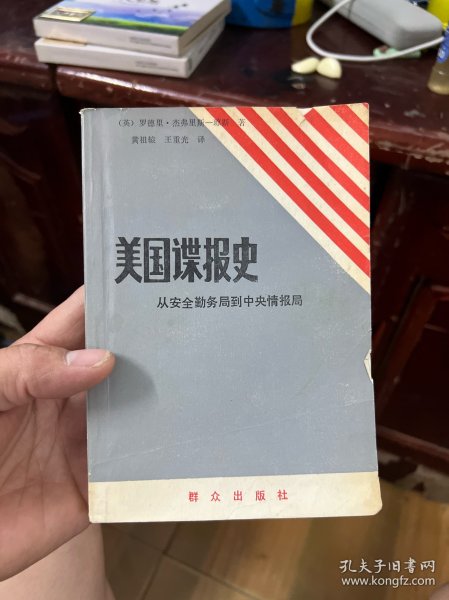 （英）罗德里·杰弗里斯—琼斯 著
黄祖毓 王重光 译
美国谍报史
从安全勤务局到中央情报局
群众出版社
孔夫子旧书网
www.kongfz.com